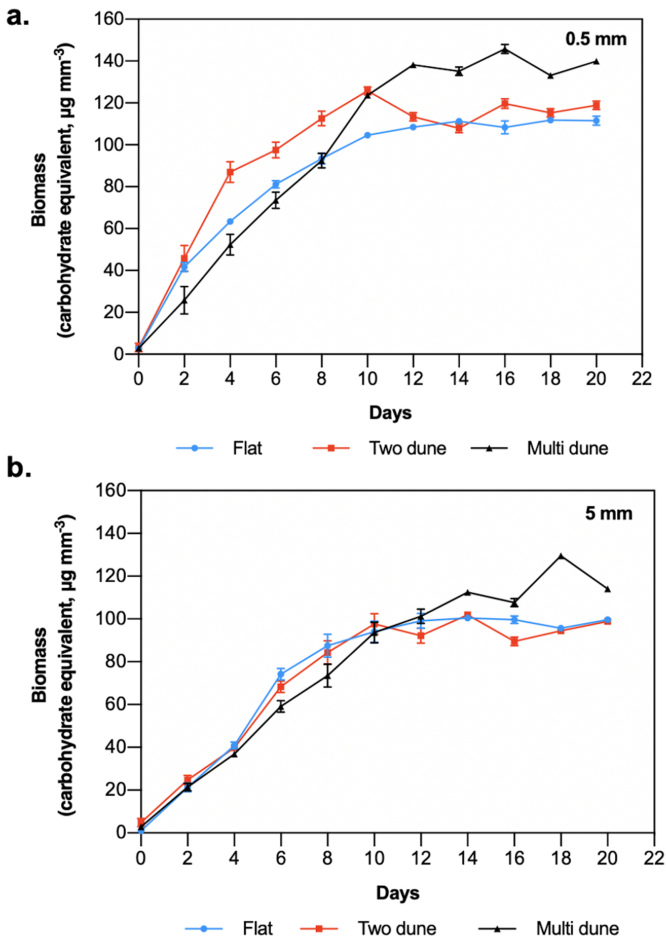 a.
160
140
120
100
80
60
40
20
0
Biomass
(carbohydrate equivalent, µg mm-3)
0.5 mm
0 2 4 6 8 10 12 14 16 18 20 22
Days
Flat Two dune Multi dune
b.
160
140
120
100
80
60
40
20
0
Biomass
(carbohydrate equivalent, µg mm-3)
5 mm
0 2 4 6 8 10 12 14 16 18 20 22
Days
Flat Two dune Multi dune